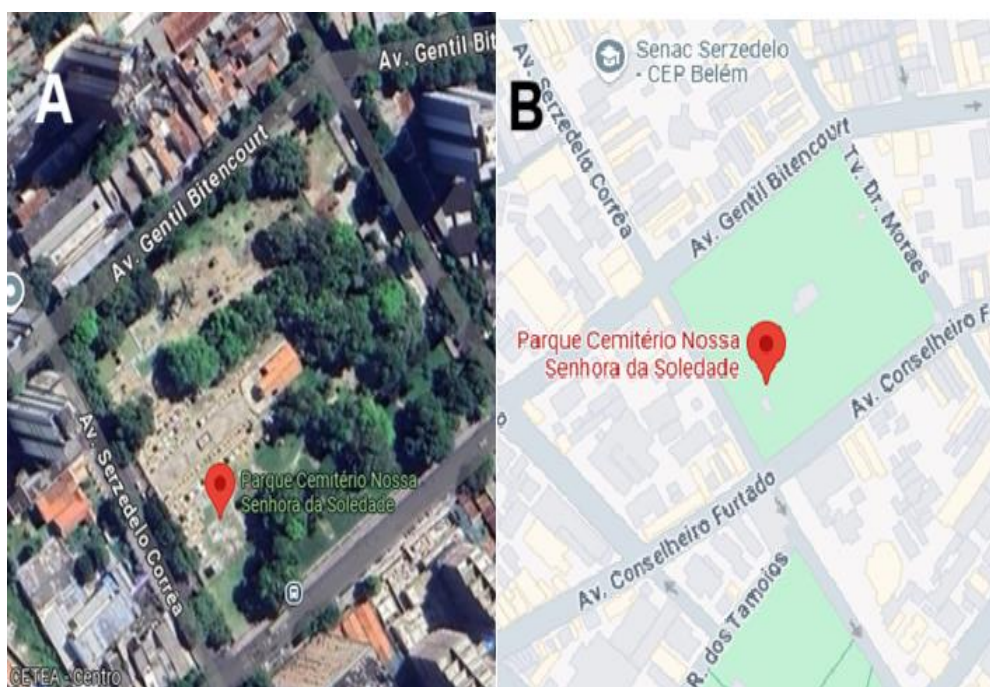 A
Av. Gentil Bit
Av. Gentil Bitencourt
Parque Cemitério Nossa
Senhora da Soledade
Av. Serzedelo Correa
CETEA - Centro
B
Senac Serzedelo
- CEP Belém
Av. Serzedelo Corrêa
Av. Gentil Bitencourt
Tv. Dr. Moraes
Parque Cemitério Nossa
Senhora da Soledade
Av. Conselheiro F
Av. Conselheiro Furtado
R. dos Tamoios